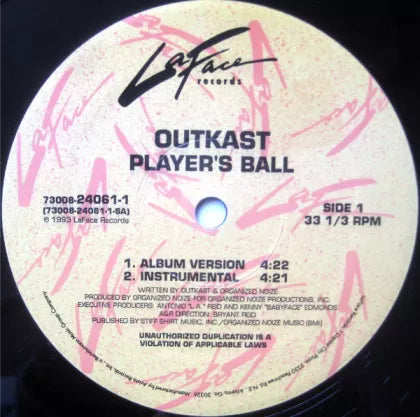 LaFace
records
OUTKAST
PLAYER'S BALL
73008-24061-1
(73008-24061-1-SA)
℗ 1993 LaFace Records
SIDE 1
33 1/3 RPM
1. ALBUM VERSION 4:22
2. INSTRUMENTAL 4:21
WRITTEN BY OUTKAST & ORGANIZED NOIZE
PRODUCED BY ORGANIZED NOIZE FOR ORGANIZED NOIZE PRODUCTIONS, INC.
EXECUTIVE PRODUCERS: ANTONIO "L.A." REID AND KENNY "BABYFACE" EDMONDS
A&R DIRECTION: BRYANT REID
PUBLISHED BY STIFF SHIRT MUSIC, INC./ORGANIZED NOIZE MUSIC (BMI)
UNAUTHORIZED DUPLICATION IS A
VIOLATION OF APPLICABLE LAWS